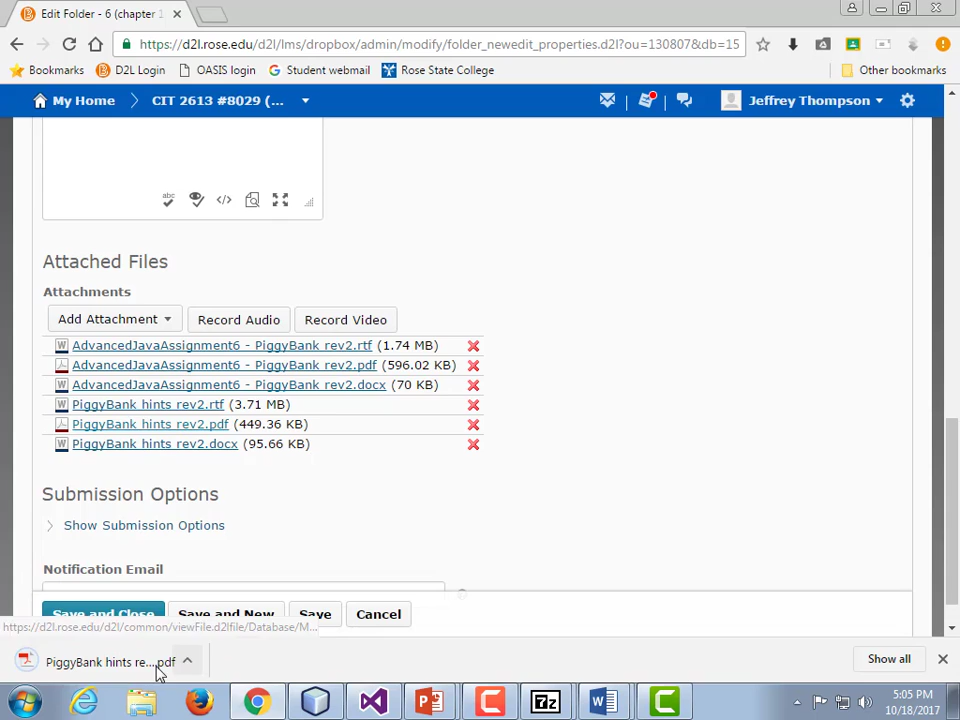 Edit Folder - 6 (chapter 1
https://d2l.rose.edu/d2l/lms/dropbox/admin/modify/folder_newedit_properties.d2l?ou=130807&db=15
Bookmarks D2L Login OASIS login Student webmail Rose State College Other bookmarks
My Home CIT 2613 #8029 (... Jeffrey Thompson
abc
Attached Files
Attachments
Add Attachment Record Audio Record Video
AdvancedJavaAssignment6 - PiggyBank rev2.rtf (1.74 MB)
AdvancedJavaAssignment6 - PiggyBank rev2.pdf (596.02 KB)
AdvancedJavaAssignment6 - PiggyBank rev2.docx (70 KB)
PiggyBank hints rev2.rtf (3.71 MB)
PiggyBank hints rev2.pdf (449.36 KB)
PiggyBank hints rev2.docx (95.66 KB)
Submission Options
Show Submission Options
Notification Email
Save and Close Save and New Save Cancel
https://d2l.rose.edu/d2l/common/viewFile.d2lfile/Database/M...
PiggyBank hints re....pdf Show all
7z
5:05 PM
10/18/2017